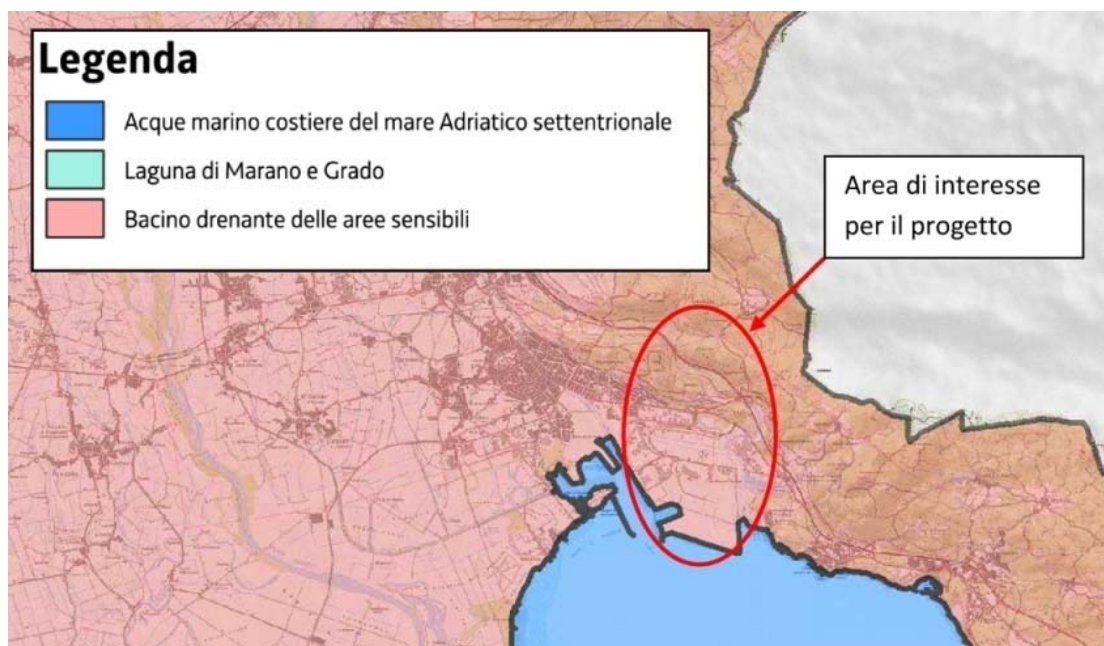 Legenda
Acque marino costiere del mare Adriatico settentrionale
Laguna di Marano e Grado
Bacino drenante delle aree sensibili
Area di interesse
per il progetto